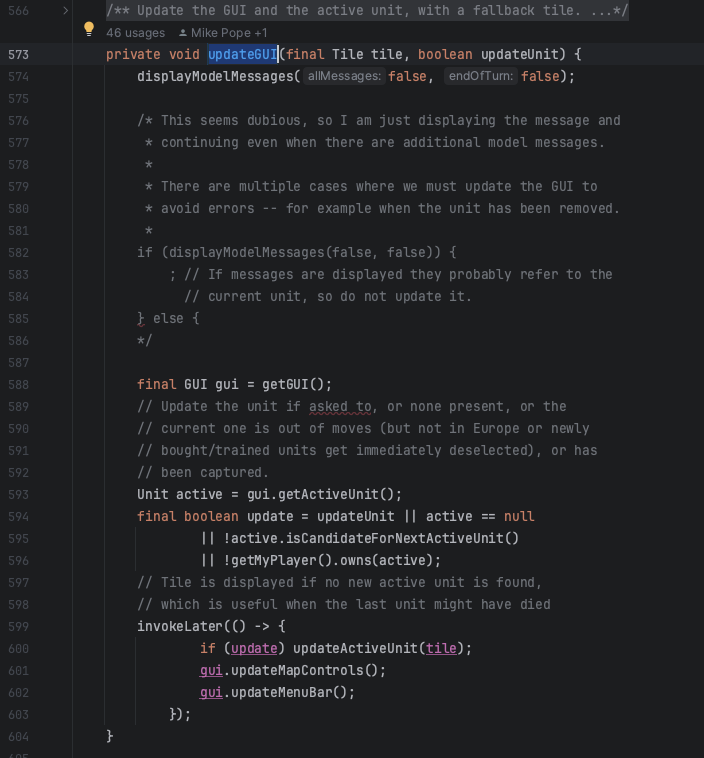 566 /** Update the GUI and the active unit, with a fallback tile. ...*/
46 usages Mike Pope +1
573 private void updateGUI(final Tile tile, boolean updateUnit) {
574 displayModelMessages( allMessages: false, endOfTurn: false);
575
576 /* This seems dubious, so I am just displaying the message and
577 * continuing even when there are additional model messages.
578 *
579 * There are multiple cases where we must update the GUI to
580 * avoid errors -- for example when the unit has been removed.
581 *
582 if (displayModelMessages(false, false)) {
583 ; // If messages are displayed they probably refer to the
584 // current unit, so do not update it.
585 } else {
586 */
587
588 final GUI gui = getGUI();
589 // Update the unit if asked to, or none present, or the
590 // current one is out of moves (but not in Europe or newly
591 // bought/trained units get immediately deselected), or has
592 // been captured.
593 Unit active = gui.getActiveUnit();
594 final boolean update = updateUnit || active == null
595 || !active.isCandidateForNextActiveUnit()
596 || !getMyPlayer().owns(active);
597 // Tile is displayed if no new active unit is found,
598 // which is useful when the last unit might have died
599 invokeLater(() -> {
600 if (update) updateActiveUnit(tile);
601 gui.updateMapControls();
602 gui.updateMenuBar();
603 });
604 }
605